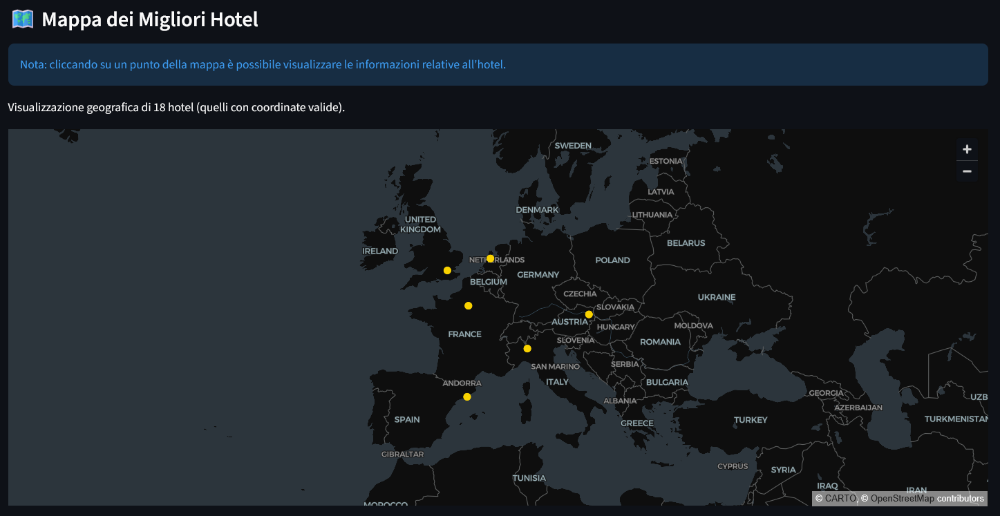 Mappa dei Migliori Hotel
Nota: cliccando su un punto della mappa è possibile visualizzare le informazioni relative all'hotel.
Visualizzazione geografica di 18 hotel (quelli con coordinate valide).
SWEDEN
ESTONIA
LATVIA
DENMARK
LITHUANIA
UNITED
KINGDOM
BELARUS
IRELAND
NETHERLANDS
POLAND
GERMANY
BELGIUM
CZECHIA
UKRAINE
SLOVAKIA
AUSTRIA
HUNGARY
MOLDOVA
FRANCE
SLOVENIA
ROMANIA
SAN MARINO
SERBIA
ANDORRA
ITALY
BULGARIA
GEORGIA
UZB
ALBANIA
AZERBAIJAN
SPAIN
GREECE
TURKEY
TURKMENISTAN
GIBRALTAR
CYPRUS
SYRIA
TUNISIA
IRAQ
IRAN
MOROCCO
+
−
© CARTO, © OpenStreetMap contributors